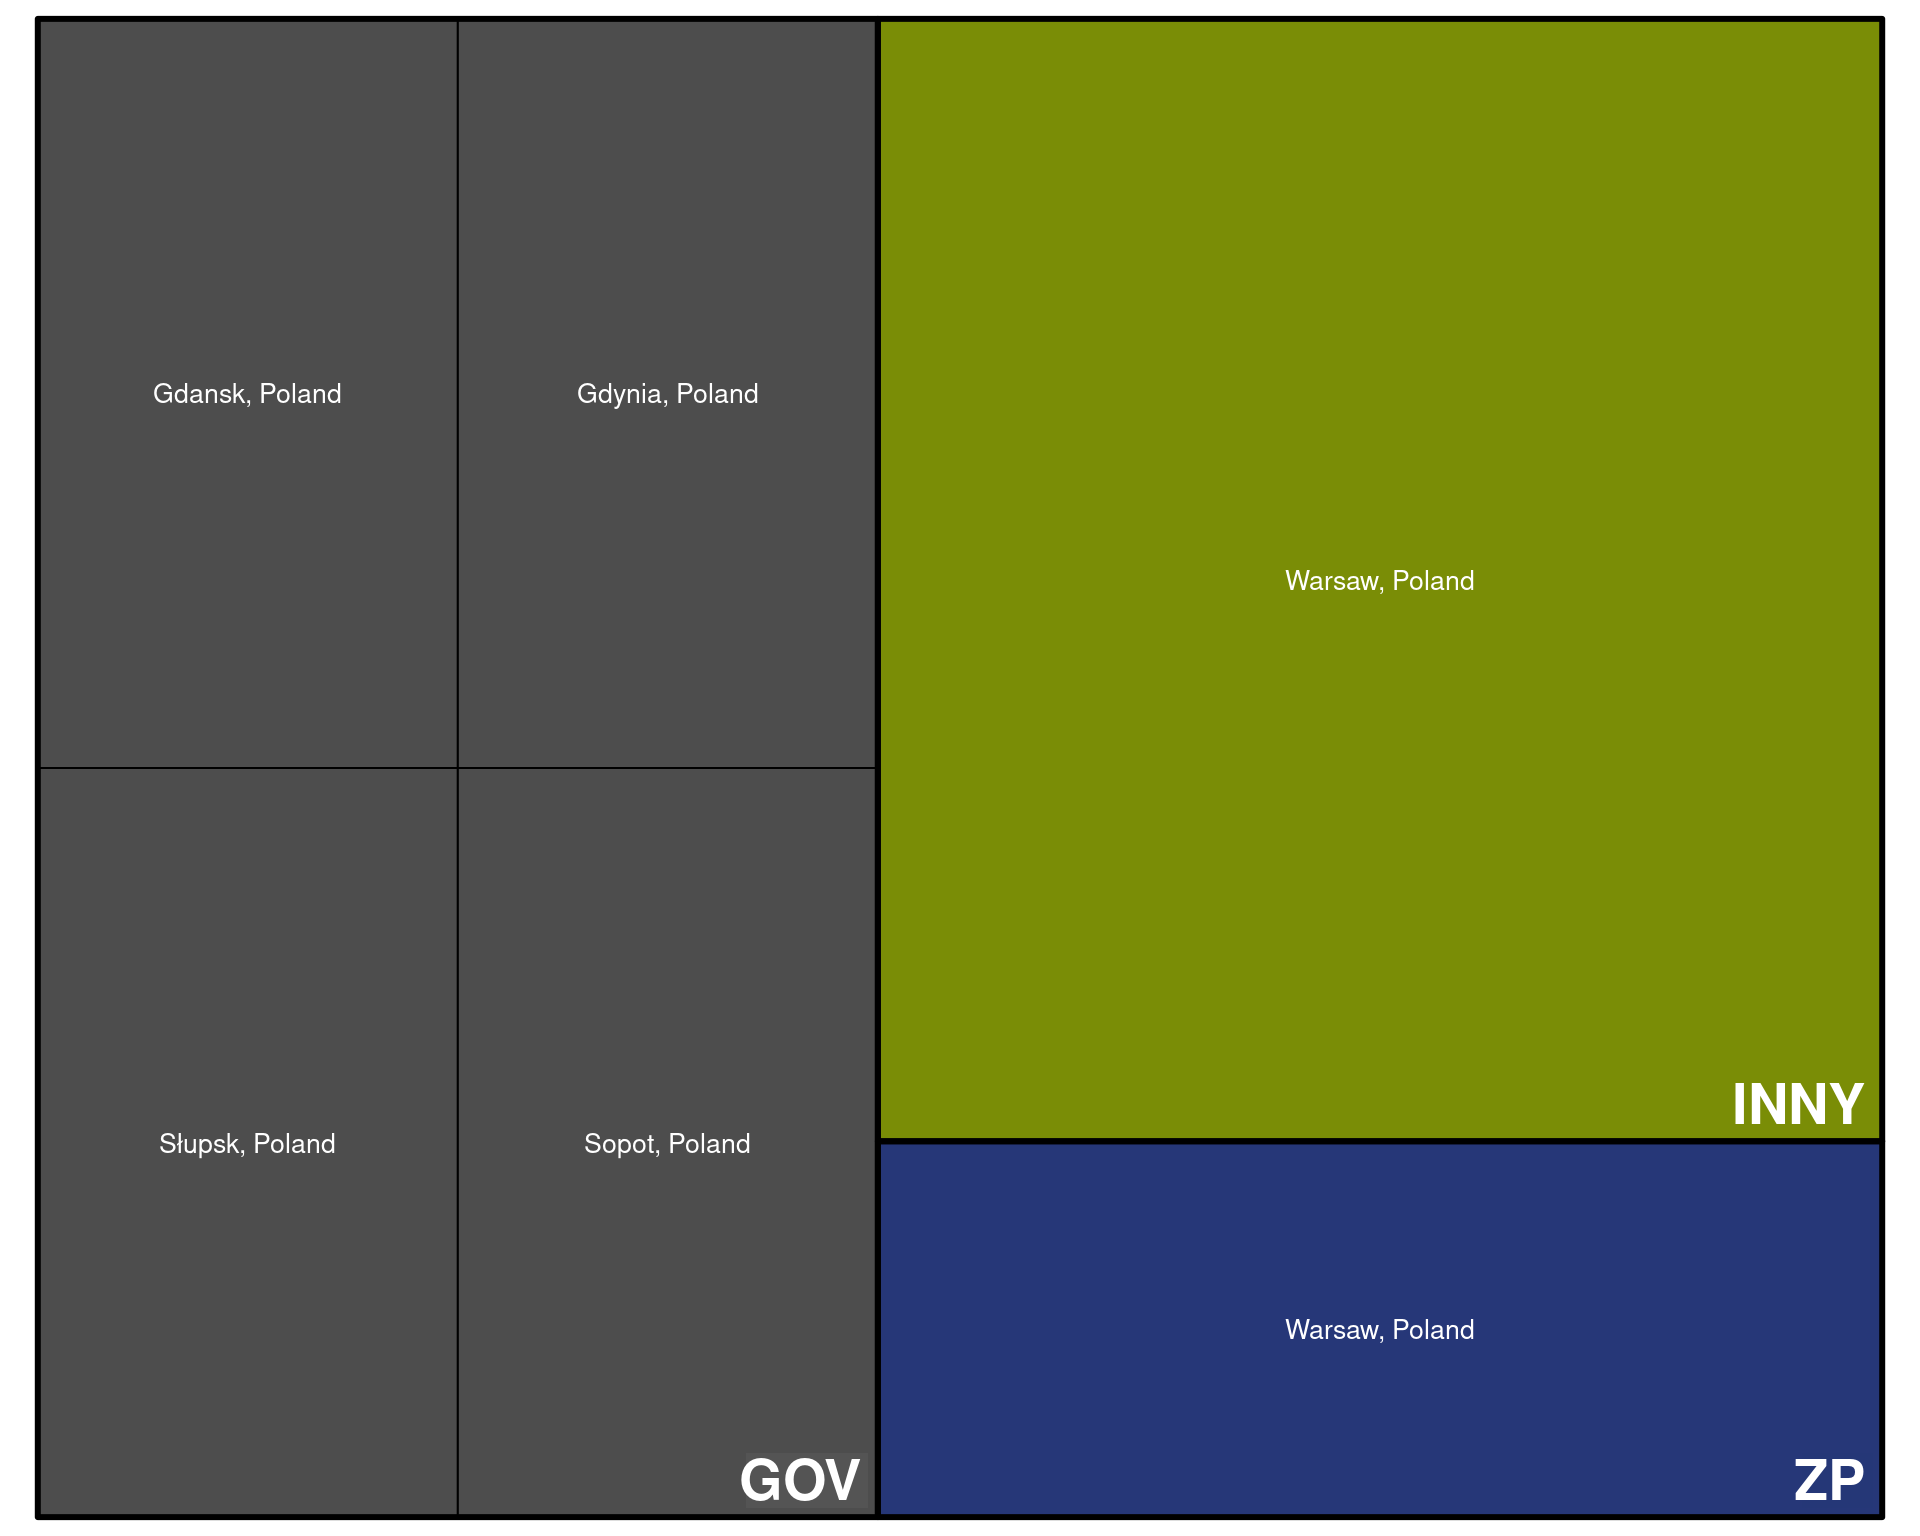 Gdansk, Poland
Gdynia, Poland
Słupsk, Poland
Sopot, Poland
GOV
Warsaw, Poland
INNY
Warsaw, Poland
ZP